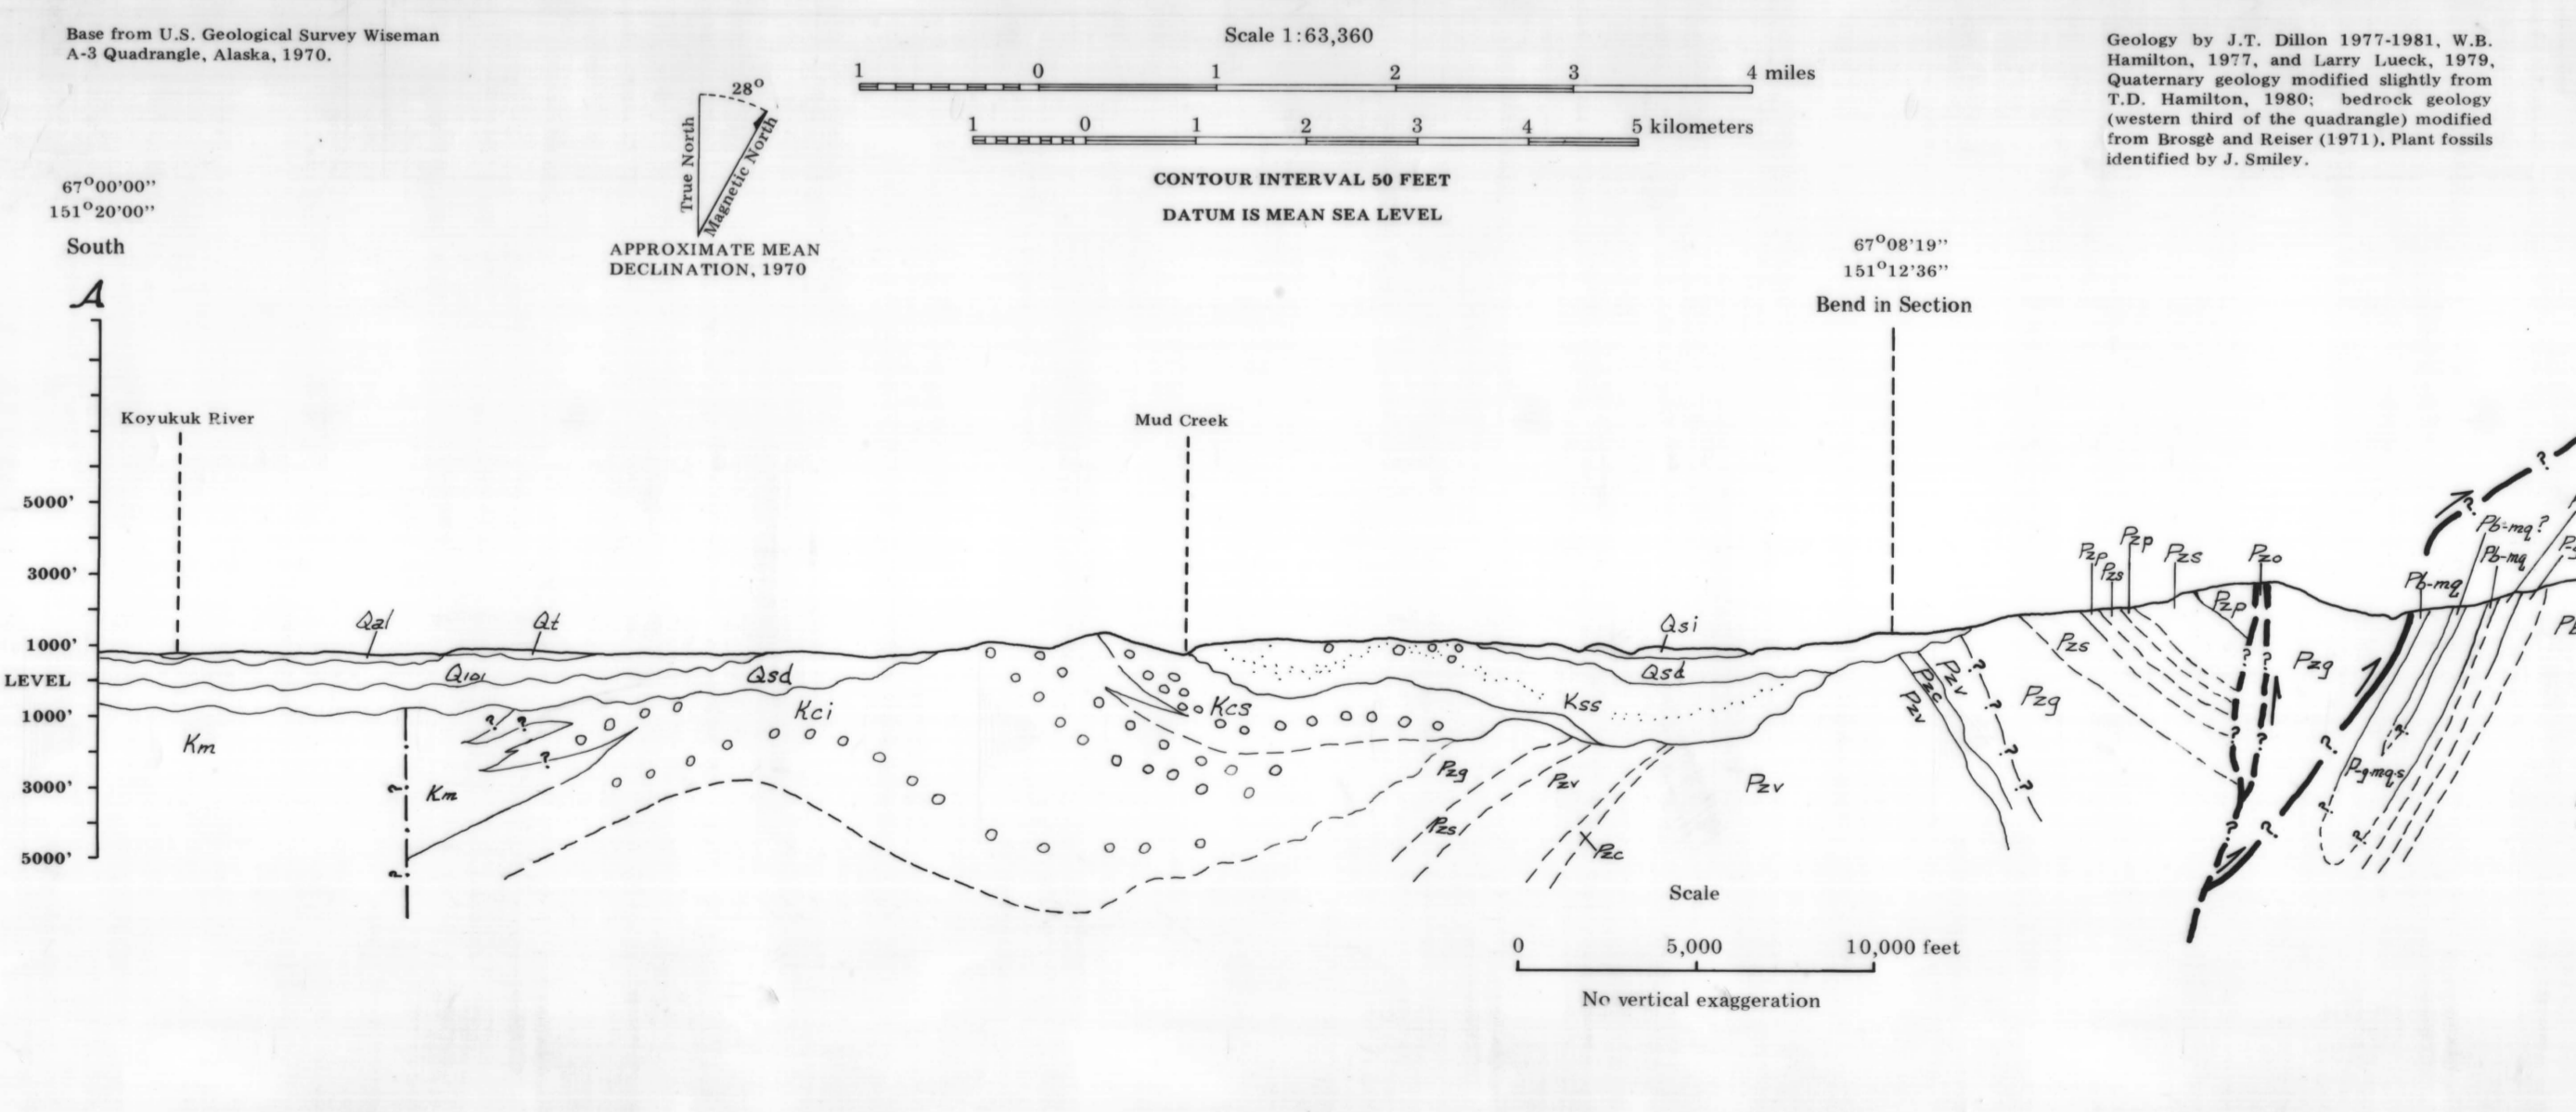 Base from U.S. Geological Survey Wiseman
A-3 Quadrangle, Alaska, 1970.
Scale 1:63,360
1 0 1 2 3 4 miles
1 0 1 2 3 4 5 kilometers
CONTOUR INTERVAL 50 FEET
DATUM IS MEAN SEA LEVEL
28°
True North
Magnetic North
APPROXIMATE MEAN
DECLINATION, 1970
Geology by J.T. Dillon 1977-1981, W.B.
Hamilton, 1977, and Larry Lueck, 1979,
Quaternary geology modified slightly from
T.D. Hamilton, 1980; bedrock geology
(western third of the quadrangle) modified
from Brosgè and Reiser (1971). Plant fossils
identified by J. Smiley.
67°00'00"
151°20'00"
South
A
67°08'19"
151°12'36"
Bend in Section
Koyukuk River
Mud Creek
5000'
3000'
1000'
LEVEL
1000'
3000'
5000'
Qal
Qt
Qsd
Km
Km
Kci
Kcs
Kss
Qsi
Qsd
Pzg
Pzv
Pzs
Pzc
Pzv
Pzv
Pzc
Pzv
Pzg
Pzs
Pzp
Pzs
Pzp
Pzs
Pzo
Pzp
Pzg
Pb-mq
Pb-mq?
Pb-mq
P-g-mq-s
?
Scale
0 5,000 10,000 feet
No vertical exaggeration